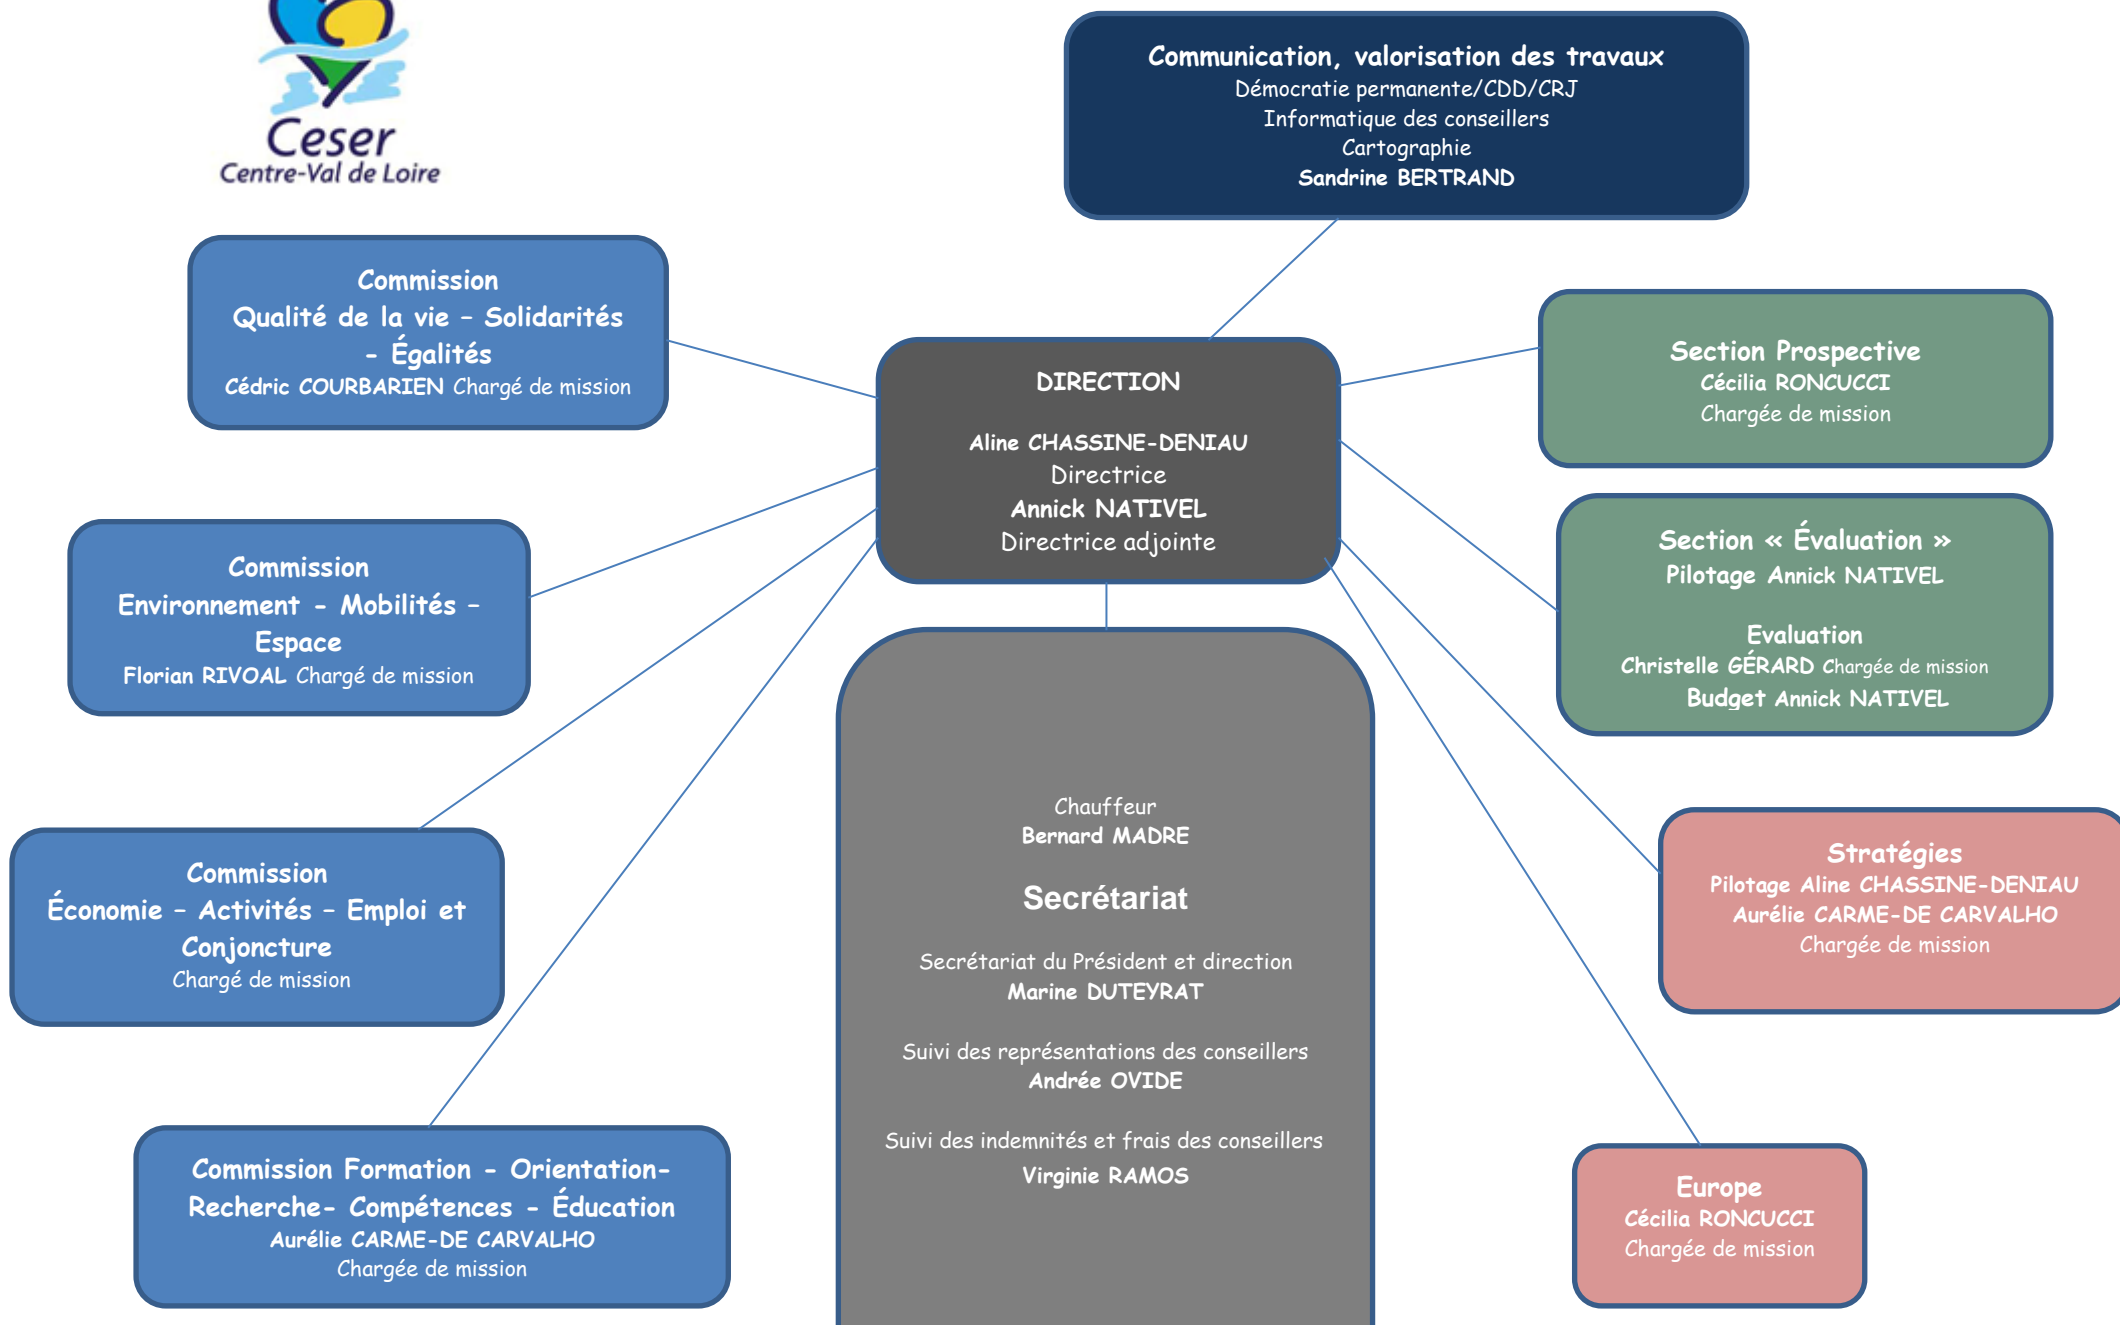 Ceser
Centre-Val de Loire
Communication, valorisation des travaux
Démocratie permanente/CDD/CRJ
Informatique des conseillers
Cartographie
Sandrine BERTRAND
Commission
Qualité de la vie – Solidarités
- Égalités
Cédric COURBARIEN Chargé de mission
DIRECTION
Aline CHASSINE-DENIAU
Directrice
Annick NATIVEL
Directrice adjointe
Section Prospective
Cécilia RONCUCCI
Chargée de mission
Section « Évaluation »
Pilotage Annick NATIVEL
Evaluation
Christelle GÉRARD Chargée de mission
Budget Annick NATIVEL
Commission
Environnement - Mobilités –
Espace
Florian RIVOAL Chargé de mission
Chauffeur
Bernard MADRE
Secrétariat
Secrétariat du Président et direction
Marine DUTEYRAT
Suivi des représentations des conseillers
Andrée OVIDE
Suivi des indemnités et frais des conseillers
Virginie RAMOS
Stratégies
Pilotage Aline CHASSINE-DENIAU
Aurélie CARME-DE CARVALHO
Chargée de mission
Commission
Économie – Activités – Emploi et
Conjoncture
Chargé de mission
Commission Formation - Orientation-
Recherche- Compétences - Éducation
Aurélie CARME-DE CARVALHO
Chargée de mission
Europe
Cécilia RONCUCCI
Chargée de mission